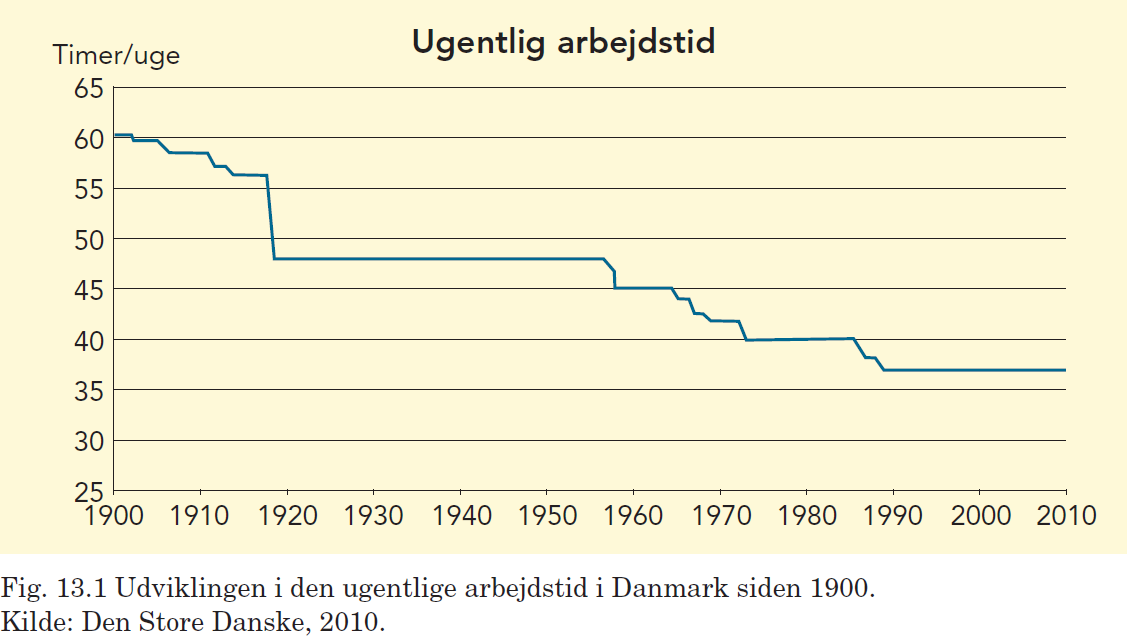 Ugentlig arbejdstid
Timer/uge
65
60
55
50
45
40
35
30
25
1900 1910 1920 1930 1940 1950 1960 1970 1980 1990 2000 2010
Fig. 13.1 Udviklingen i den ugentlige arbejdstid i Danmark siden 1900.
Kilde: Den Store Danske, 2010.